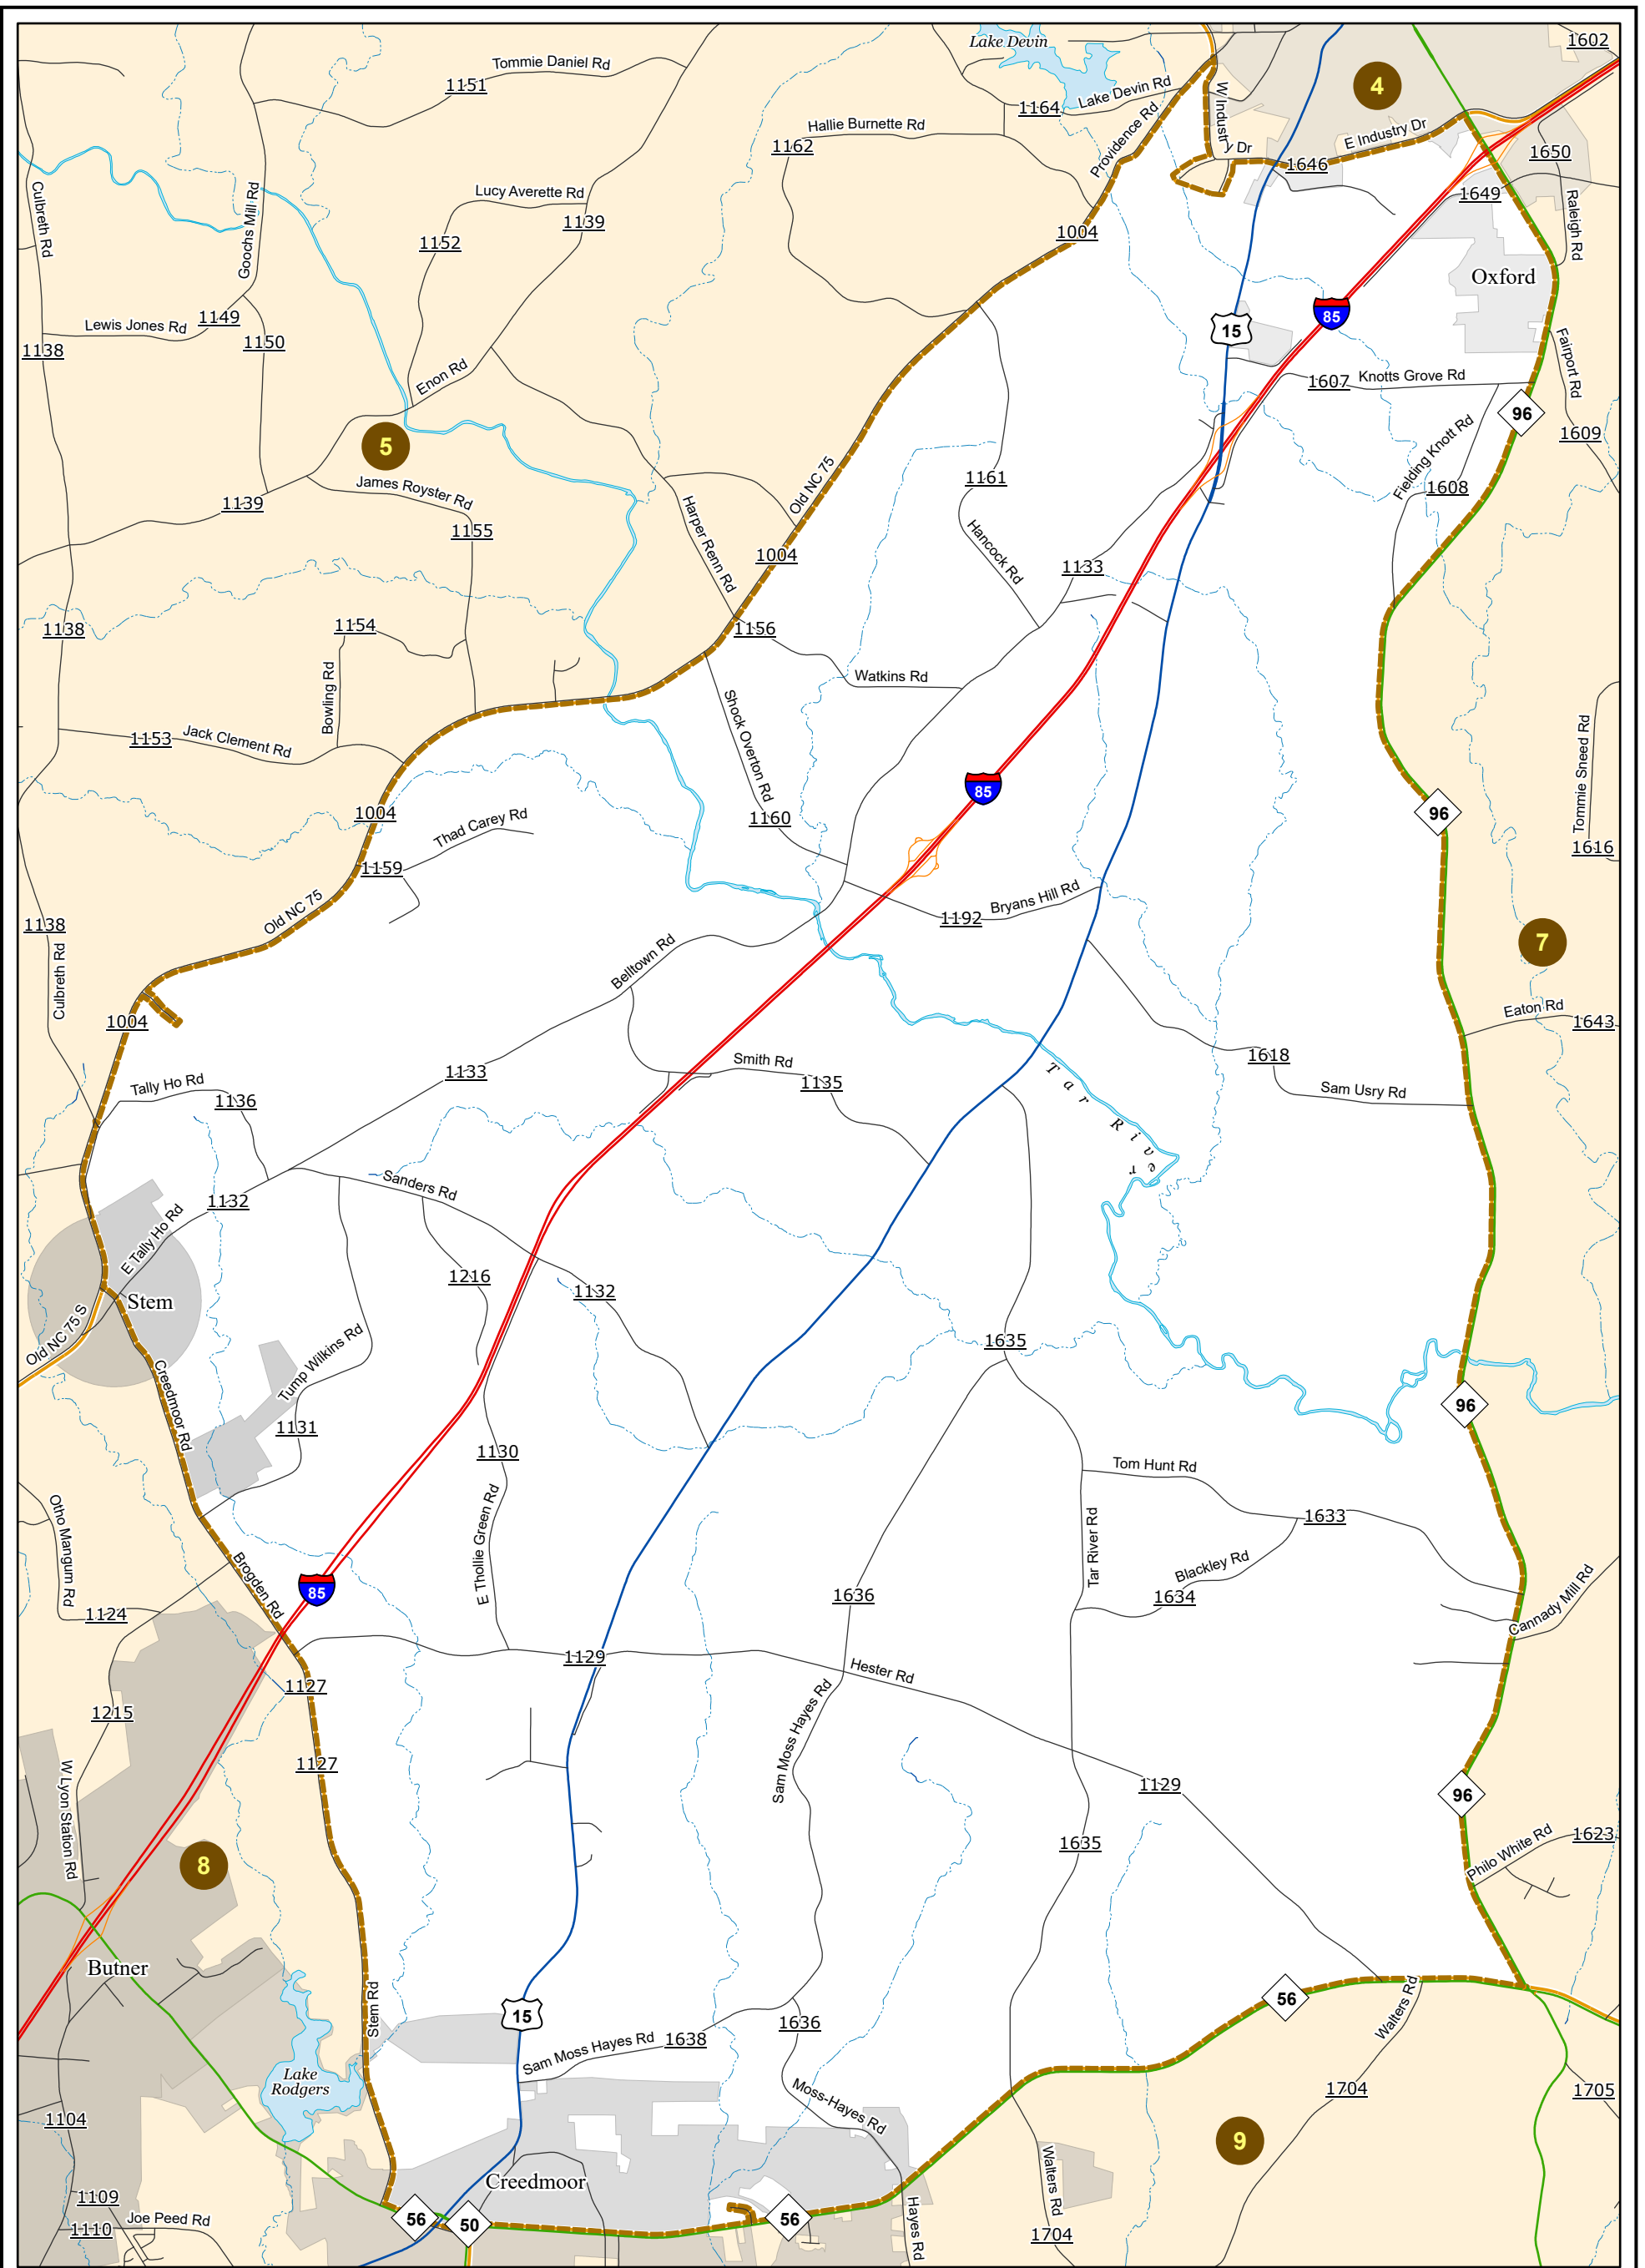 Lake Devin
1602
4
Tommie Daniel Rd
1151
1164
Lake Devin Rd
W Industr
y Dr
E Industry Dr
Hallie Burnette Rd
1162
Providence Rd
1646
1650
1649
Culbreth Rd
Goochs Mill Rd
Lucy Averette Rd
1139
1152
1004
Raleigh Rd
Oxford
Lewis Jones Rd
1149
1150
1138
85
15
Enon Rd
1607
Knotts Grove Rd
Fairport Rd
96
1609
5
James Royster Rd
1139
1155
Harper Renn Rd
Old NC 75
1004
1161
Hancock Rd
1133
Fielding Knott Rd
1608
1138
1154
Bowling Rd
1156
Watkins Rd
1153
Jack Clement Rd
Shock Overton Rd
1160
85
96
Tommie Sneed Rd
1616
1004
Thad Carey Rd
1159
Old NC 75
1138
Culbreth Rd
1192
Bryans Hill Rd
7
Belltown Rd
1004
Eaton Rd
1643
Tally Ho Rd
1136
1133
Smith Rd
1135
Tar River
1618
Sam Usry Rd
Sanders Rd
1132
E Tally Ho Rd
1216
1132
Stem
Old NC 75 S
Tump Wilkins Rd
1635
Creedmoor Rd
1131
1130
96
Otho Mangum Rd
E Thollie Green Rd
Tom Hunt Rd
1633
Tar River Rd
Blackley Rd
1634
Brogden Rd
85
1124
1636
Cannady Mill Rd
1129
Hester Rd
1127
1215
Sam Moss Hayes Rd
1127
W Lyon Station Rd
1129
96
1635
Philo White Rd
1623
8
Butner
Stem Rd
15
56
Walters Rd
Sam Moss Hayes Rd
1638
1636
Lake
Rodgers
Moss-Hayes Rd
1704
1705
1104
9
Creedmoor
Walters Rd
1109
1110
Joe Peed Rd
56
50
56
Hayes Rd
1704